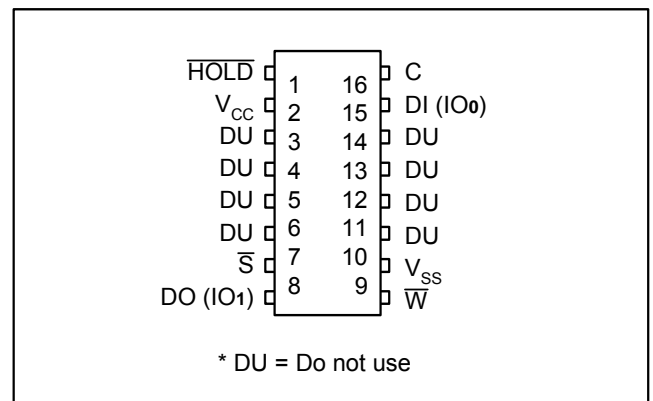 HOLD 1 16 C
VCC 2 15 DI (IO0)
DU 3 14 DU
DU 4 13 DU
DU 5 12 DU
DU 6 11 DU
S 7 10 VSS
DO (IO1) 8 9 W
* DU = Do not use